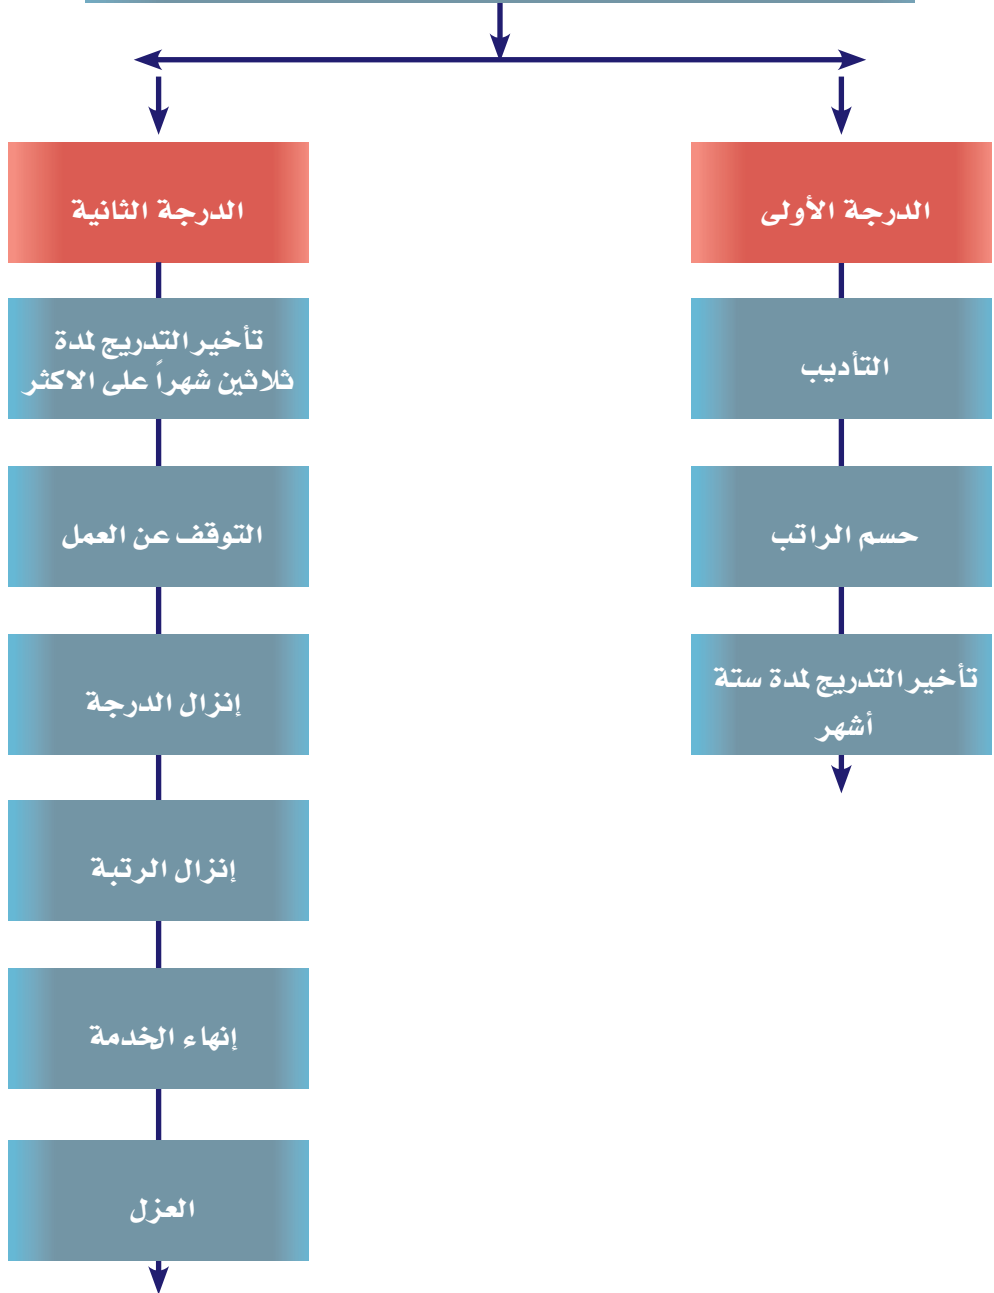 الدرجة الأولى
التأديب
حسم الراتب
تأخير التدريج لمدة ستة
أشهر
الدرجة الثانية
تأخير التدريج لمدة
ثلاثين شهراً على الاكثر
التوقف عن العمل
إنزال الدرجة
إنزال الرتبة
إنهاء الخدمة
العزل